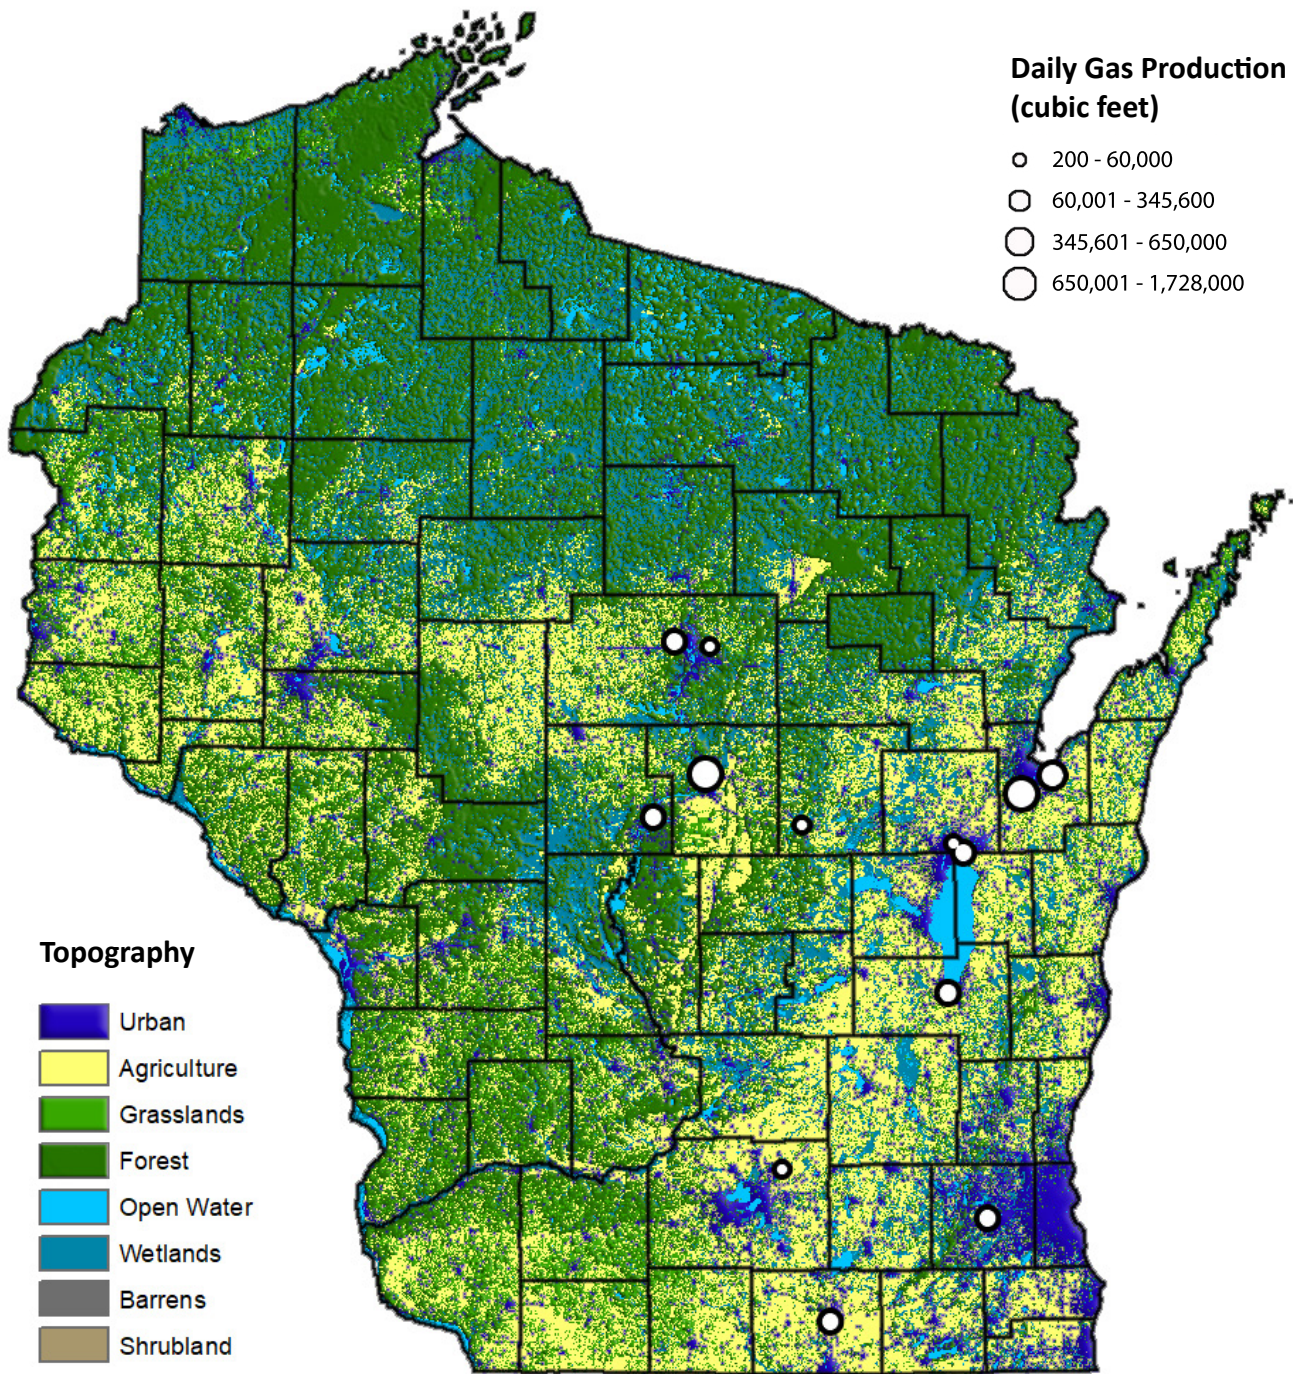 Daily Gas Production
(cubic feet)
200 - 60,000
60,001 - 345,600
345,601 - 650,000
650,001 - 1,728,000
Topography
Urban
Agriculture
Grasslands
Forest
Open Water
Wetlands
Barrens
Shrubland